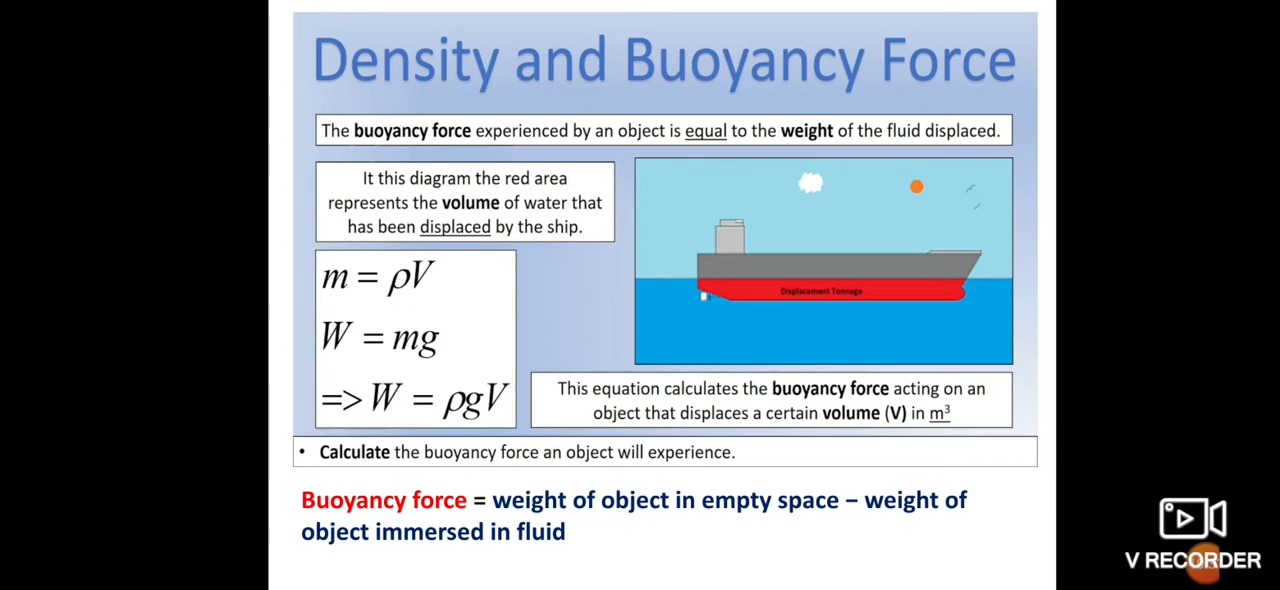 Density and Buoyancy Force
The buoyancy force experienced by an object is equal to the weight of the fluid displaced.
It this diagram the red area
represents the volume of water that
has been displaced by the ship.
Displacement Tonnage
m = ρV
W = mg
=> W = ρgV
This equation calculates the buoyancy force acting on an
object that displaces a certain volume (V) in m³
• Calculate the buoyancy force an object will experience.
Buoyancy force = weight of object in empty space – weight of
object immersed in fluid
V RECORDER